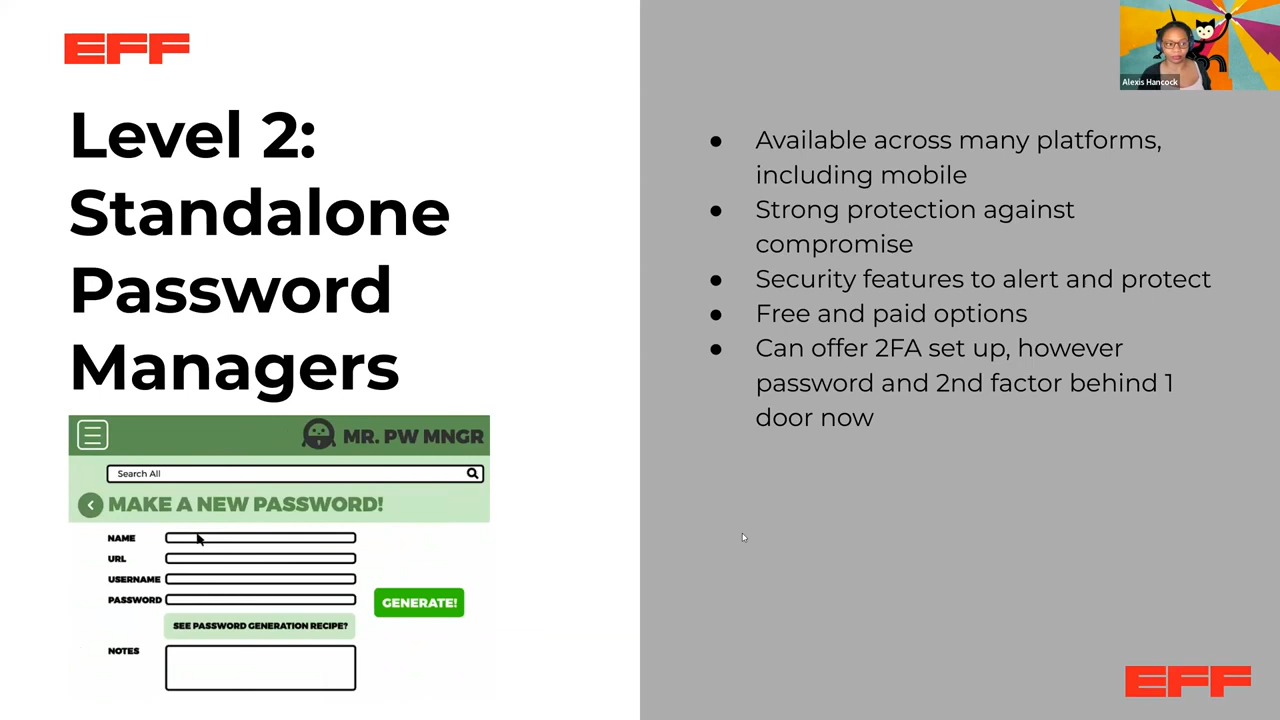 EFF
Level 2:
Standalone
Password
Managers
MR. PW MNGR
Search All
MAKE A NEW PASSWORD!
NAME
URL
USERNAME
PASSWORD
GENERATE!
SEE PASSWORD GENERATION RECIPE?
NOTES
Alexis Hancock
● Available across many platforms,
including mobile
● Strong protection against
compromise
● Security features to alert and protect
● Free and paid options
● Can offer 2FA set up, however
password and 2nd factor behind 1
door now
EFF